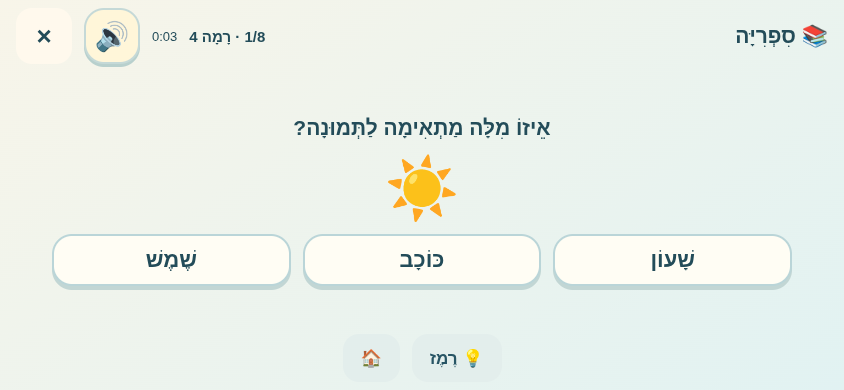 📚 סִפְרִיָּה
1/8 · רָמָה 4
0:03
✕
אֵיזוֹ מִלָּה מַתְאִימָה לַתְּמוּנָה?
שָׁעוֹן
כּוֹכָב
שֶׁמֶשׁ
💡 רֶמֶז